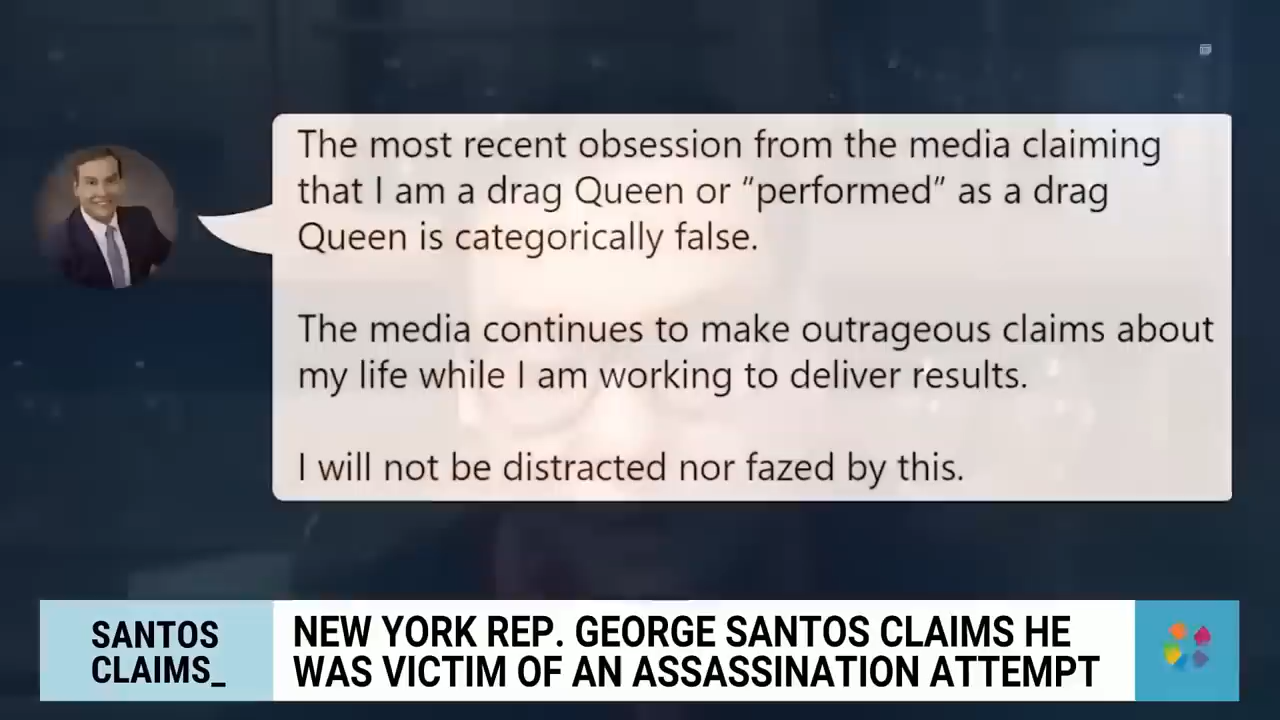 The most recent obsession from the media claiming
that I am a drag Queen or “performed” as a drag
Queen is categorically false.
The media continues to make outrageous claims about
my life while I am working to deliver results.
I will not be distracted nor fazed by this.
SANTOS
CLAIMS_
NEW YORK REP. GEORGE SANTOS CLAIMS HE
WAS VICTIM OF AN ASSASSINATION ATTEMPT